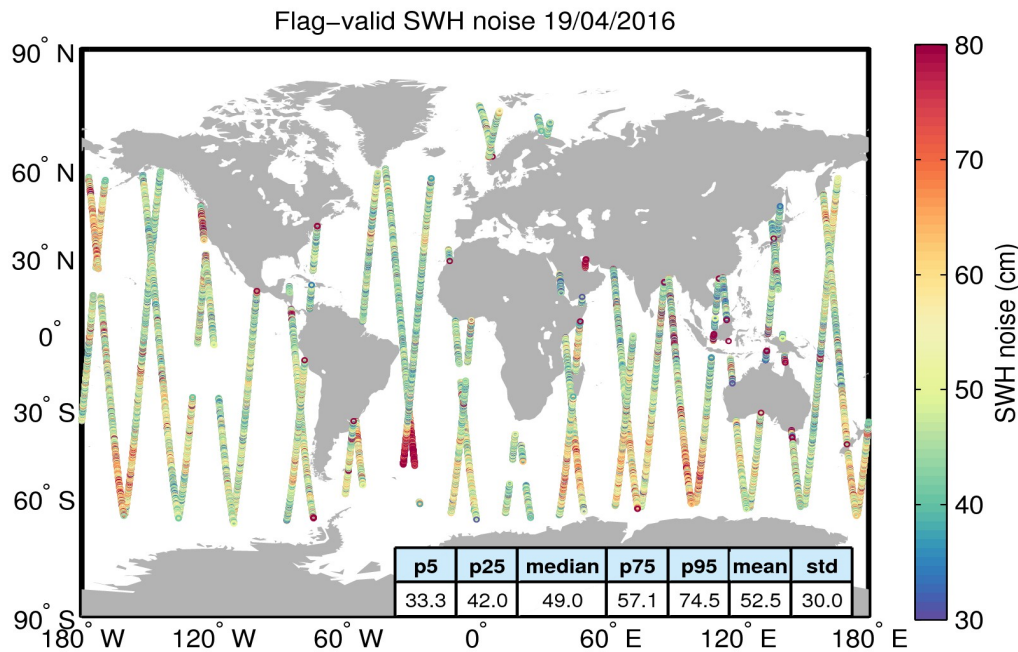 Flag−valid SWH noise 19/04/2016
90° N
60° N
30° N
0°
30° S
60° S
90° S
180° W
120° W
60° W
0°
60° E
120° E
180° E
p5 p25 median p75 p95 mean std
33.3 42.0 49.0 57.1 74.5 52.5 30.0
80
70
60
50
40
30
SWH noise (cm)